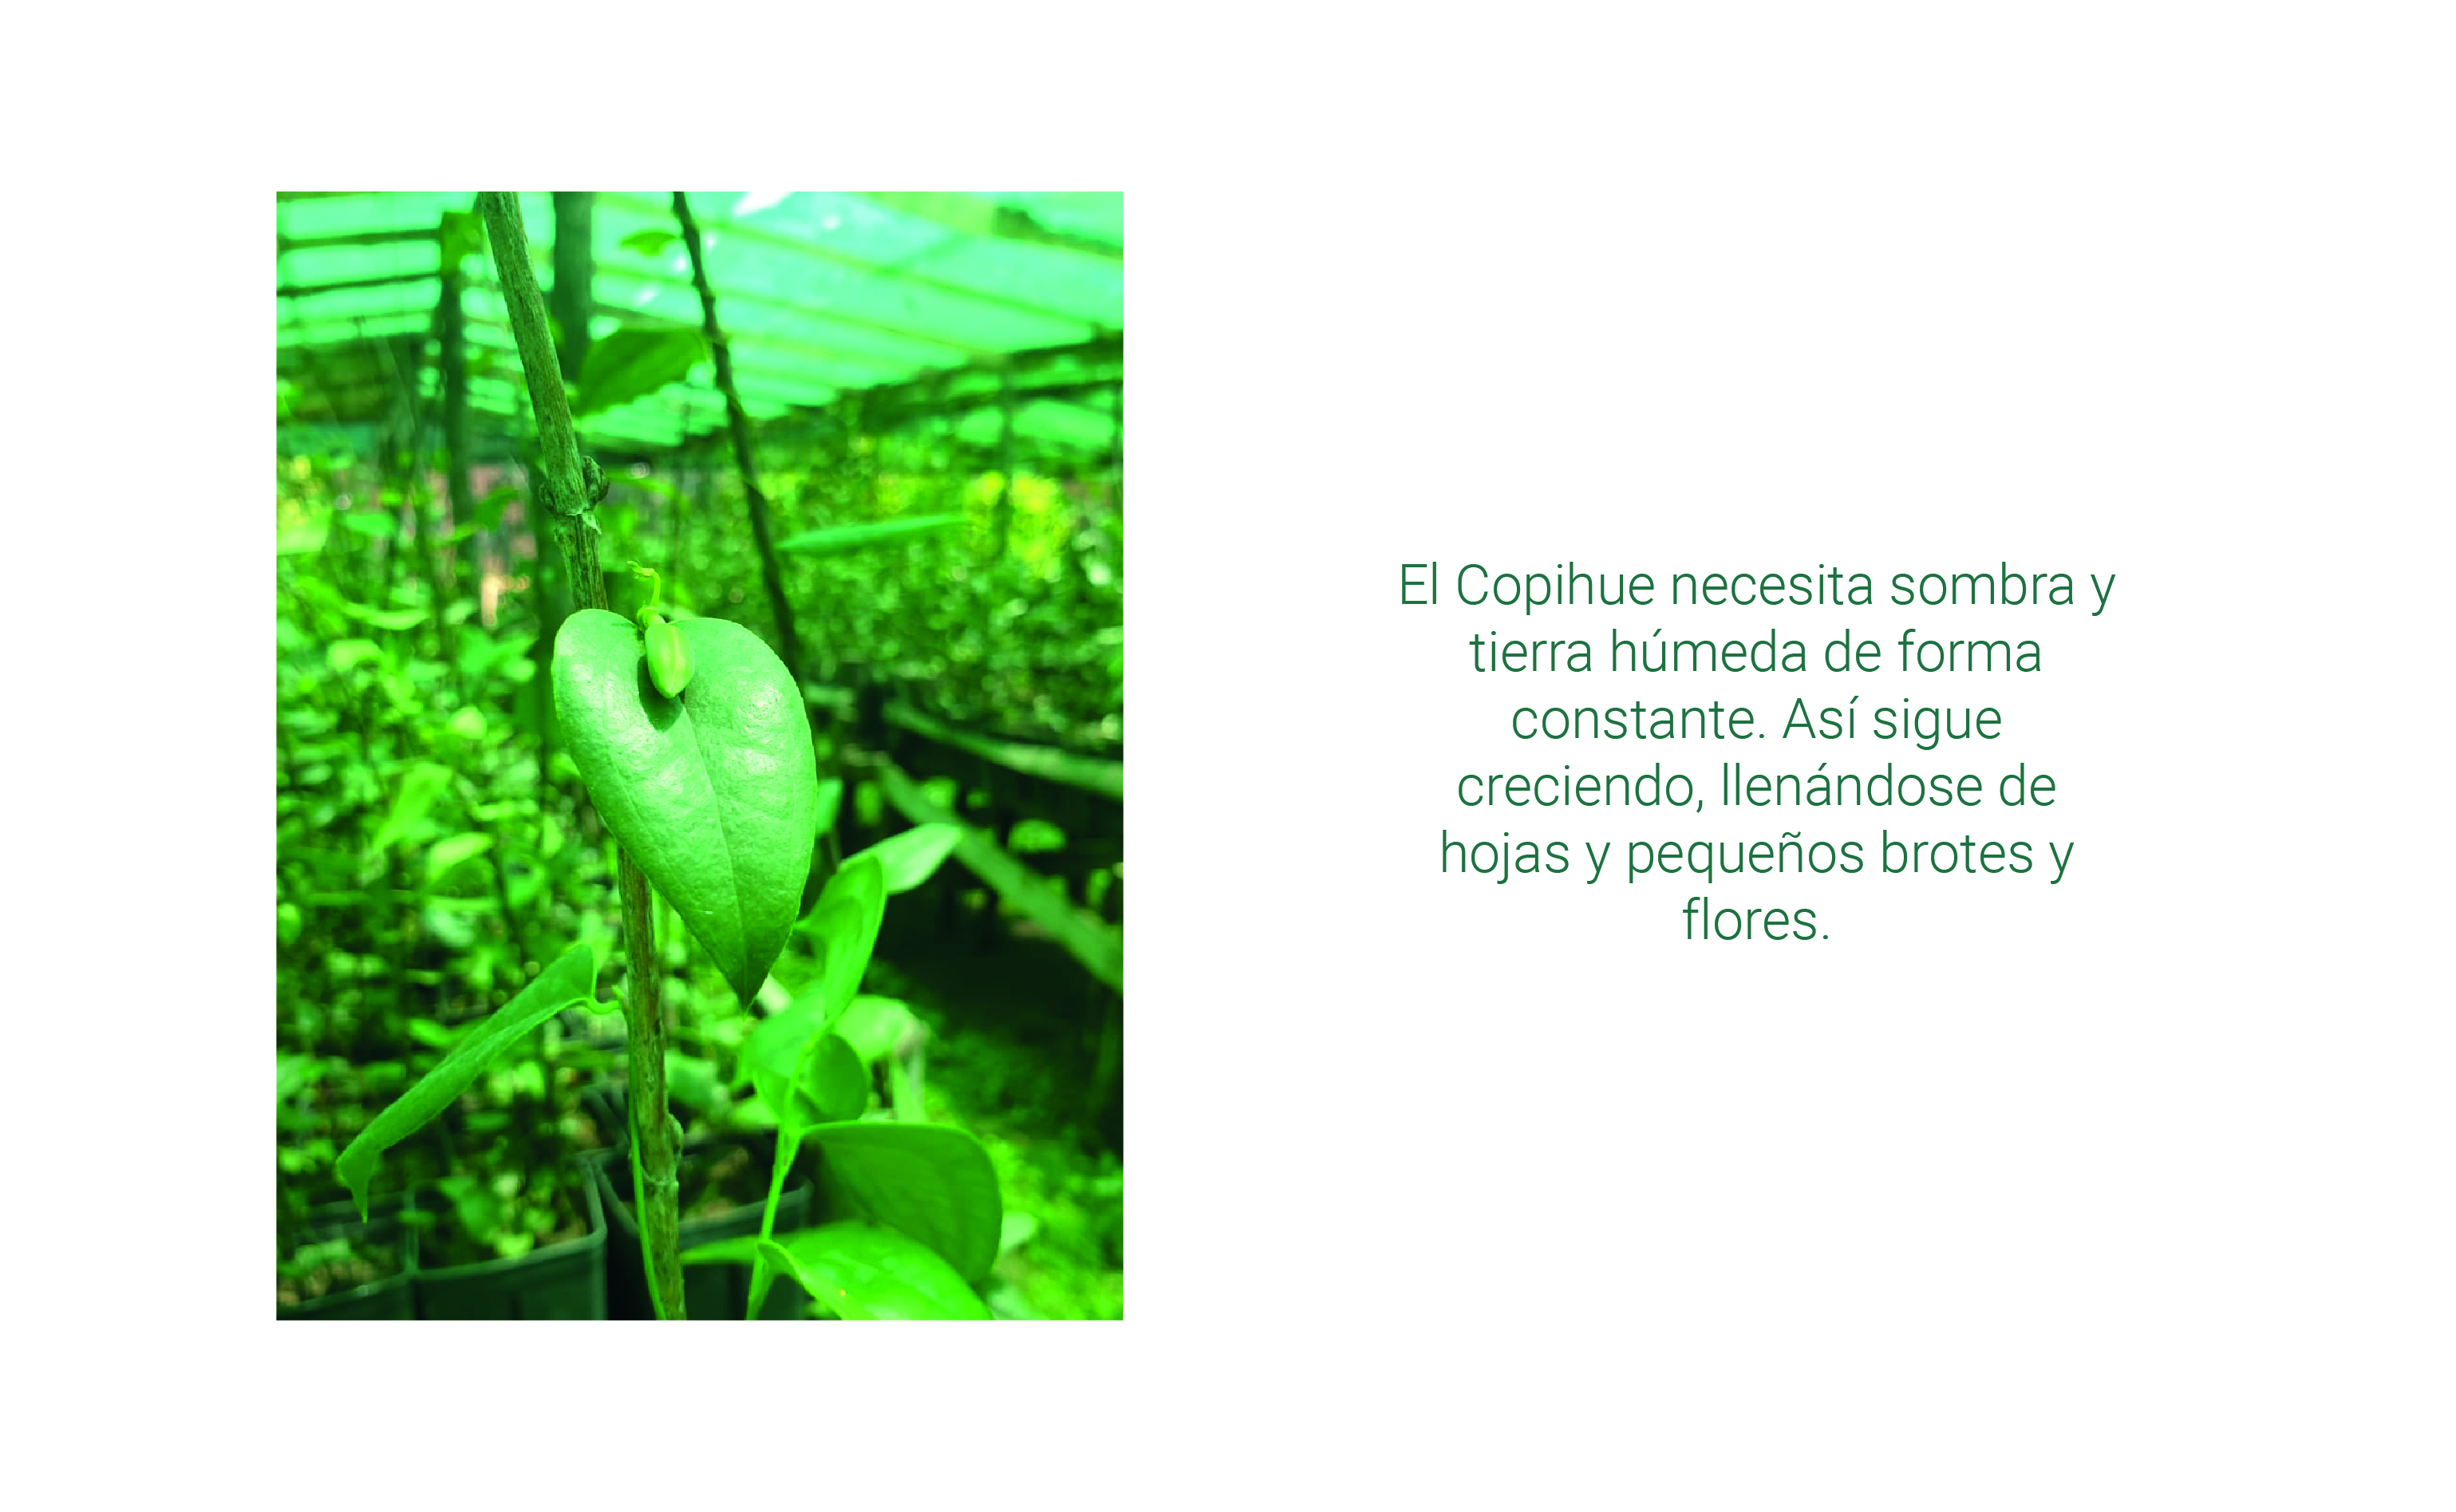 El Copihue necesita sombra y
tierra húmeda de forma
constante. Así sigue
creciendo, llenándose de
hojas y pequeños brotes y
flores.